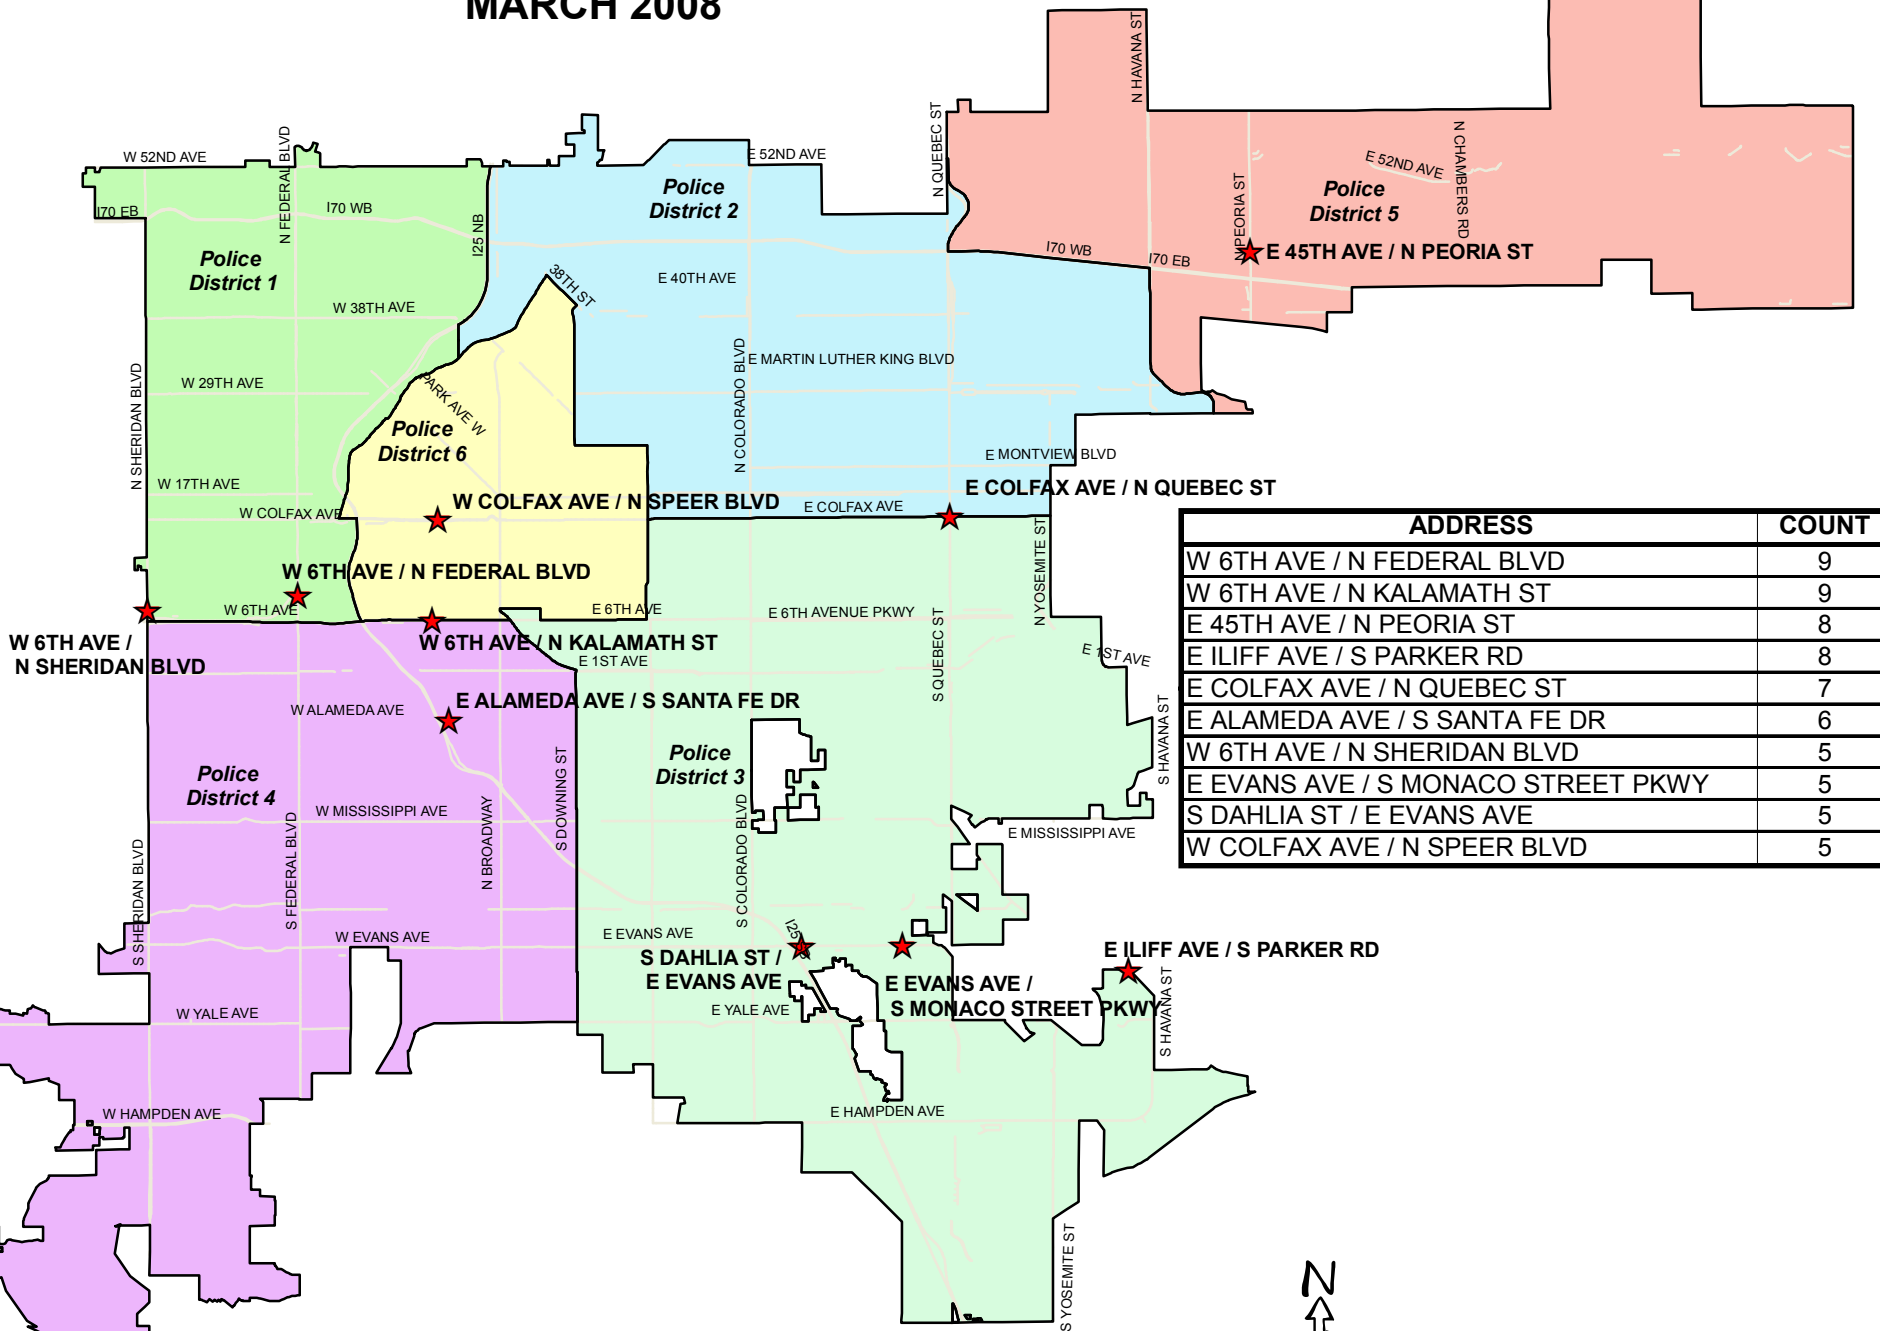 MARCH 2008
N HAVANA ST
W 52ND AVE
N FEDERAL BLVD
E 52ND AVE
N QUEBEC ST
E 52ND AVE
N CHAMBERS RD
Police
District 2
Police
District 5
I70 EB
I70 WB
I25 NB
N PEORIA ST
I70 WB
I70 EB
E 45TH AVE / N PEORIA ST
Police
District 1
38TH ST
E 40TH AVE
W 38TH AVE
N SHERIDAN BLVD
W 29TH AVE
PARK AVE W
N COLORADO BLVD
E MARTIN LUTHER KING BLVD
Police
District 6
E MONTVIEW BLVD
W 17TH AVE
W COLFAX AVE
W COLFAX AVE / N SPEER BLVD
E COLFAX AVE
E COLFAX AVE / N QUEBEC ST
N YOSEMITE ST
W 6TH AVE / N FEDERAL BLVD
W 6TH AVE
E 6TH AVE
E 6TH AVENUE PKWY
W 6TH AVE /
N SHERIDAN BLVD
W 6TH AVE / N KALAMATH ST
E 1ST AVE
S QUEBEC ST
E 1ST AVE
ADDRESS COUNT
W 6TH AVE / N FEDERAL BLVD 9
W 6TH AVE / N KALAMATH ST 9
E 45TH AVE / N PEORIA ST 8
E ILIFF AVE / S PARKER RD 8
E COLFAX AVE / N QUEBEC ST 7
E ALAMEDA AVE / S SANTA FE DR 6
W 6TH AVE / N SHERIDAN BLVD 5
E EVANS AVE / S MONACO STREET PKWY 5
S DAHLIA ST / E EVANS AVE 5
W COLFAX AVE / N SPEER BLVD 5
W ALAMEDA AVE
E ALAMEDA AVE / S SANTA FE DR
S HAVANA ST
Police
District 4
Police
District 3
S DOWNING ST
W MISSISSIPPI AVE
N BROADWAY
S COLORADO BLVD
E MISSISSIPPI AVE
S SHERIDAN BLVD
S FEDERAL BLVD
W EVANS AVE
E EVANS AVE
S DAHLIA ST /
E EVANS AVE
E EVANS AVE /
S MONACO STREET PKWY
E ILIFF AVE / S PARKER RD
S HAVANA ST
W YALE AVE
E YALE AVE
W HAMPDEN AVE
E HAMPDEN AVE
S YOSEMITE ST
N